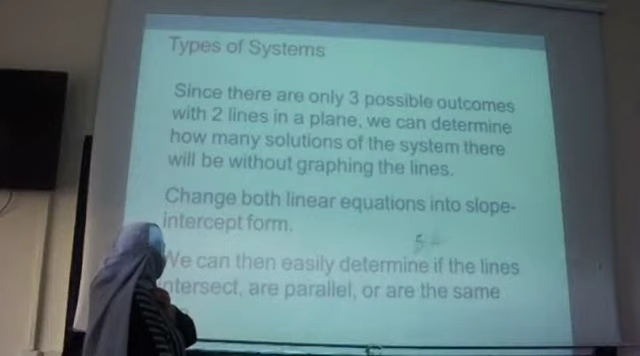 Types of Systems
Since there are only 3 possible outcomes
with 2 lines in a plane, we can determine
how many solutions of the system there
will be without graphing the lines.
Change both linear equations into slope-
intercept form.
We can then easily determine if the lines
intersect, are parallel, or are the same